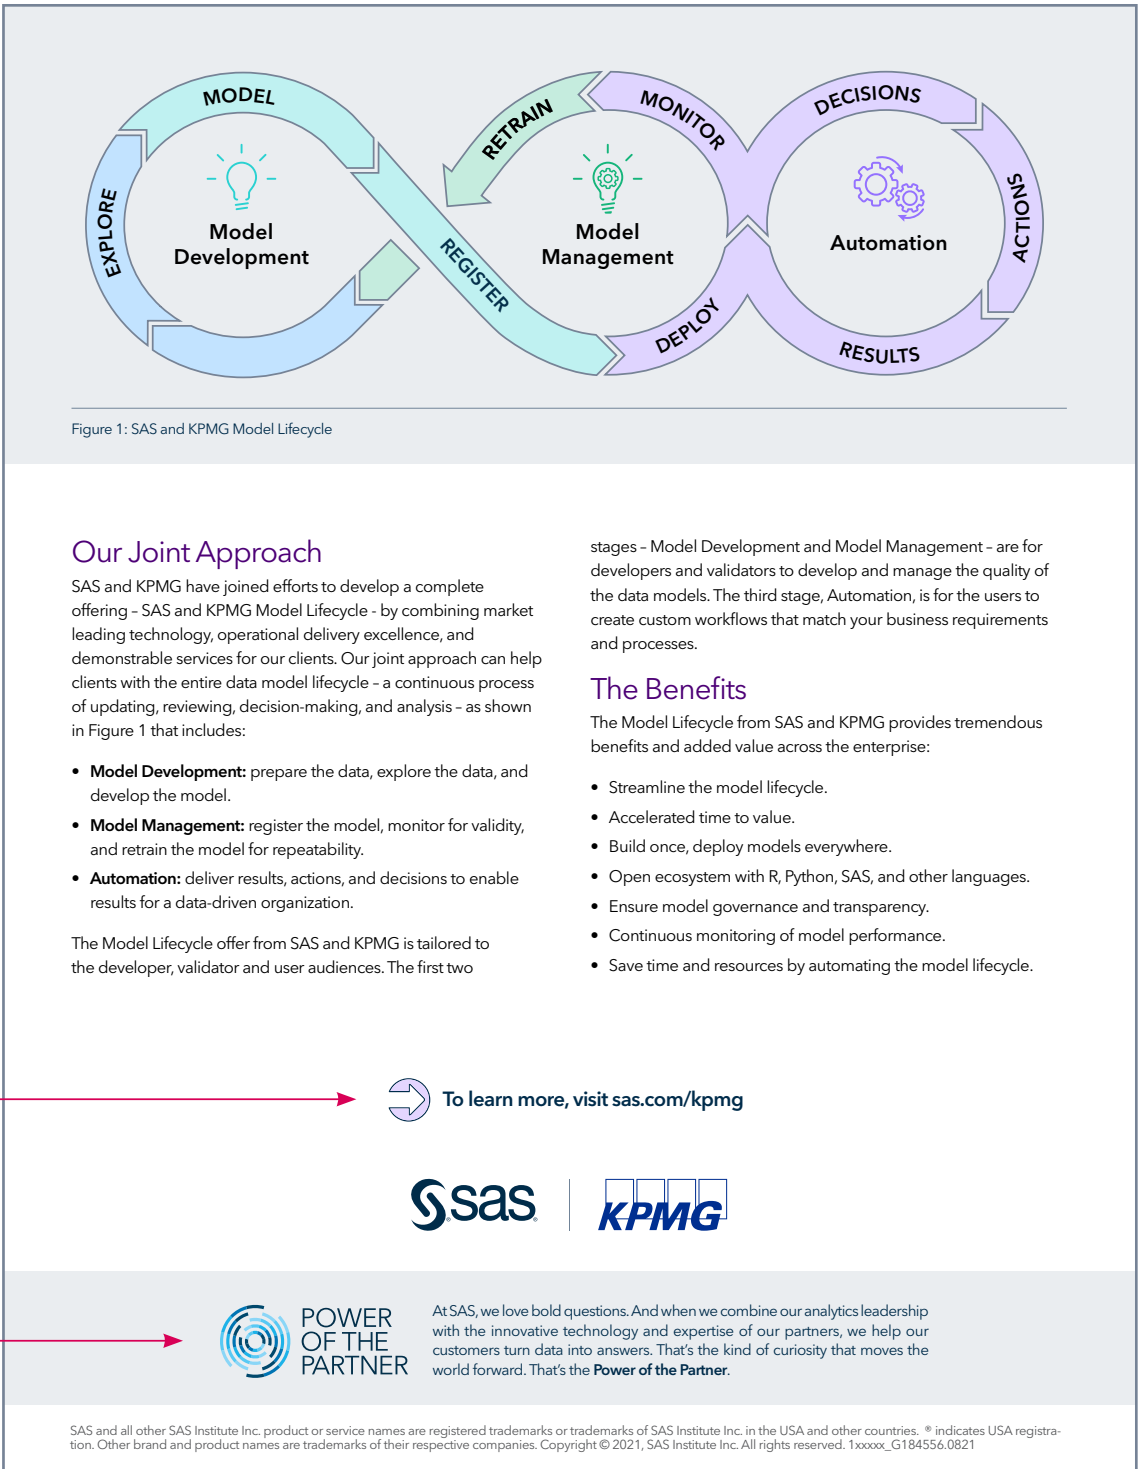 MODEL
EXPLORE
Model
Development
REGISTER
RETRAIN
MONITOR
Model
Management
DEPLOY
DECISIONS
ACTIONS
RESULTS
Automation
Figure 1: SAS and KPMG Model Lifecycle
Our Joint Approach
SAS and KPMG have joined efforts to develop a complete
offering – SAS and KPMG Model Lifecycle - by combining market
leading technology, operational delivery excellence, and
demonstrable services for our clients. Our joint approach can help
clients with the entire data model lifecycle – a continuous process
of updating, reviewing, decision-making, and analysis – as shown
in Figure 1 that includes:
• Model Development: prepare the data, explore the data, and
develop the model.
• Model Management: register the model, monitor for validity,
and retrain the model for repeatability.
• Automation: deliver results, actions, and decisions to enable
results for a data-driven organization.
The Model Lifecycle offer from SAS and KPMG is tailored to
the developer, validator and user audiences. The first two
stages – Model Development and Model Management – are for
developers and validators to develop and manage the quality of
the data models. The third stage, Automation, is for the users to
create custom workflows that match your business requirements
and processes.
The Benefits
The Model Lifecycle from SAS and KPMG provides tremendous
benefits and added value across the enterprise:
• Streamline the model lifecycle.
• Accelerated time to value.
• Build once, deploy models everywhere.
• Open ecosystem with R, Python, SAS, and other languages.
• Ensure model governance and transparency.
• Continuous monitoring of model performance.
• Save time and resources by automating the model lifecycle.
To learn more, visit sas.com/kpmg
sas
KPMG
POWER
OF THE
PARTNER
At SAS, we love bold questions. And when we combine our analytics leadership
with the innovative technology and expertise of our partners, we help our
customers turn data into answers. That's the kind of curiosity that moves the
world forward. That's the Power of the Partner.
SAS and all other SAS Institute Inc. product or service names are registered trademarks or trademarks of SAS Institute Inc. in the USA and other countries. ® indicates USA registra-
tion. Other brand and product names are trademarks of their respective companies. Copyright © 2021, SAS Institute Inc. All rights reserved. 1xxxxx_G184556.0821